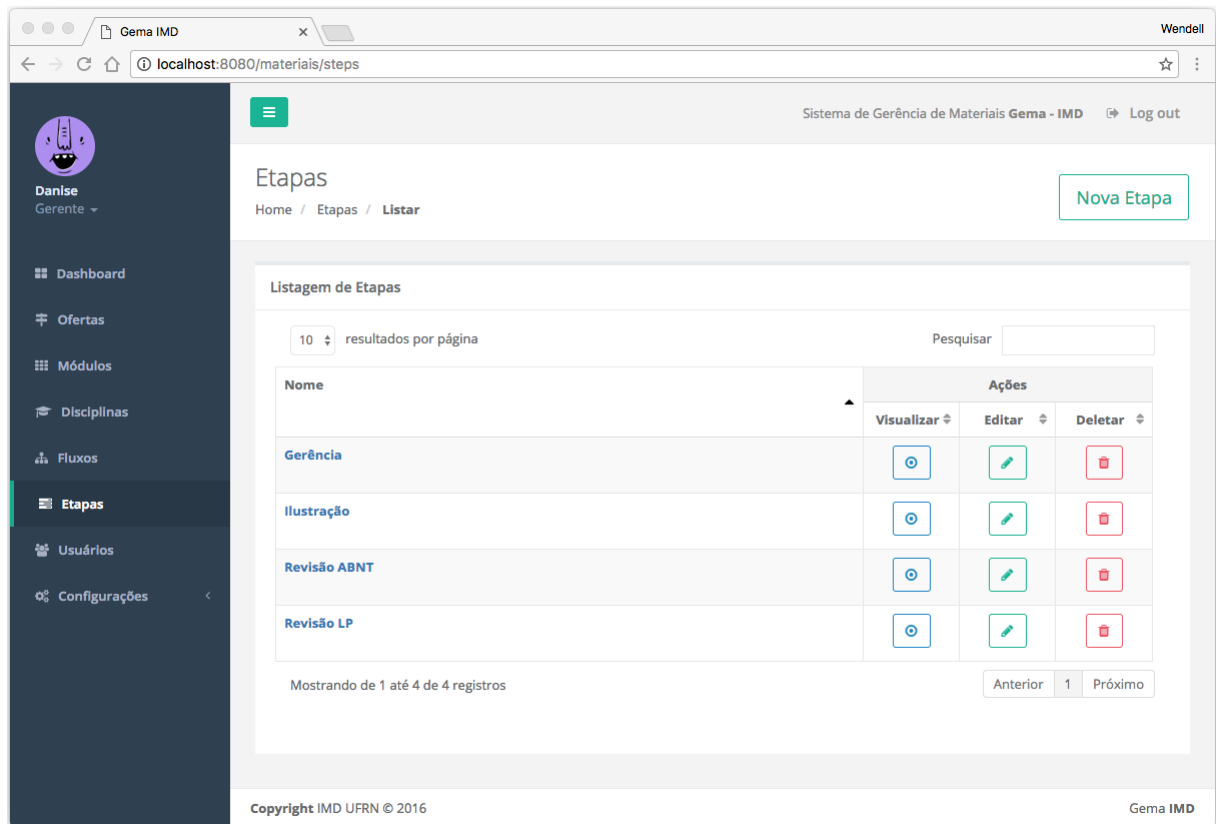 Gema IMD
Wendell
localhost:8080/materiais/steps
Danise
Gerente
Dashboard
Ofertas
Módulos
Disciplinas
Fluxos
Etapas
Usuários
Configurações
Sistema de Gerência de Materiais Gema - IMD Log out
Etapas
Home / Etapas / Listar
Nova Etapa
Listagem de Etapas
10 resultados por página
Pesquisar
Nome
Ações
Visualizar Editar Deletar
Gerência
Ilustração
Revisão ABNT
Revisão LP
Mostrando de 1 até 4 de 4 registros
Anterior 1 Próximo
Copyright IMD UFRN © 2016
Gema IMD